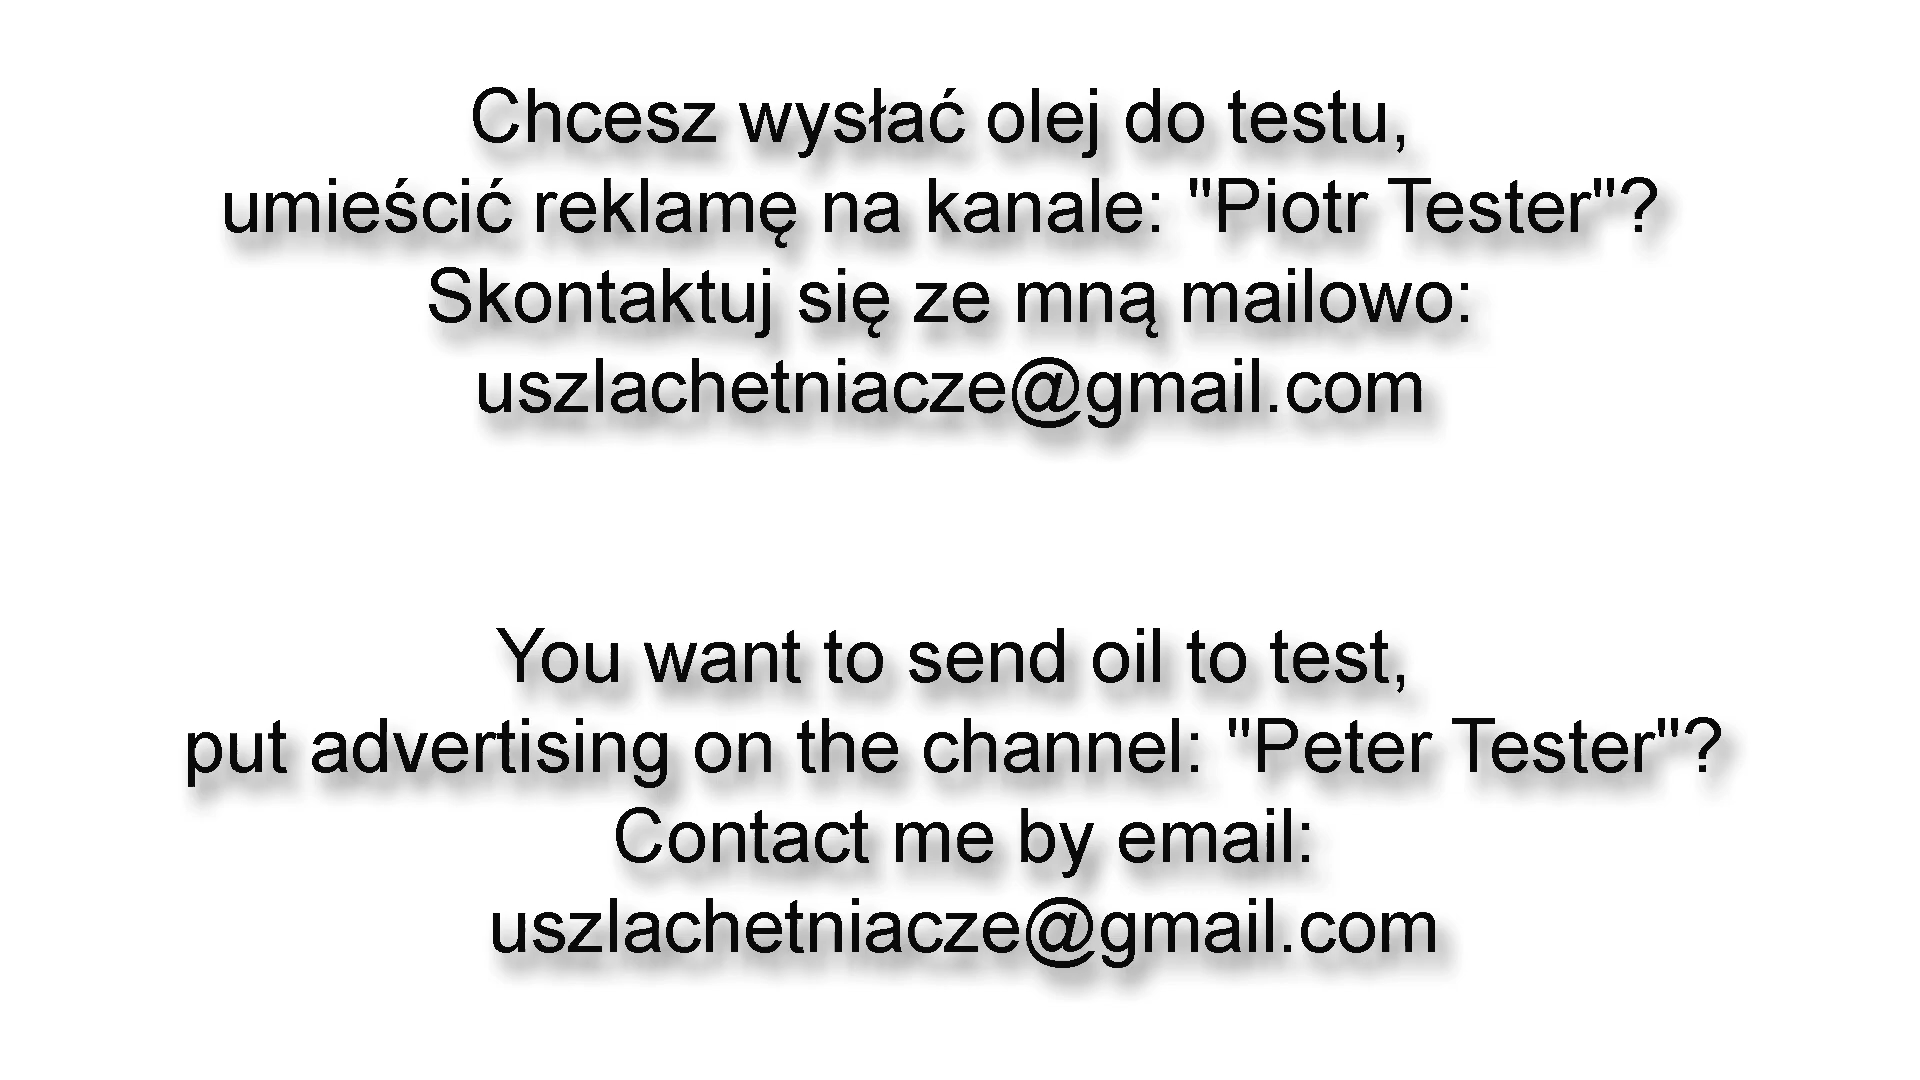 Chcesz wysłać olej do testu,
umieścić reklamę na kanale: "Piotr Tester"?
Skontaktuj się ze mną mailowo:
uszlachetniacze@gmail.com
You want to send oil to test,
put advertising on the channel: "Peter Tester"?
Contact me by email:
uszlachetniacze@gmail.com